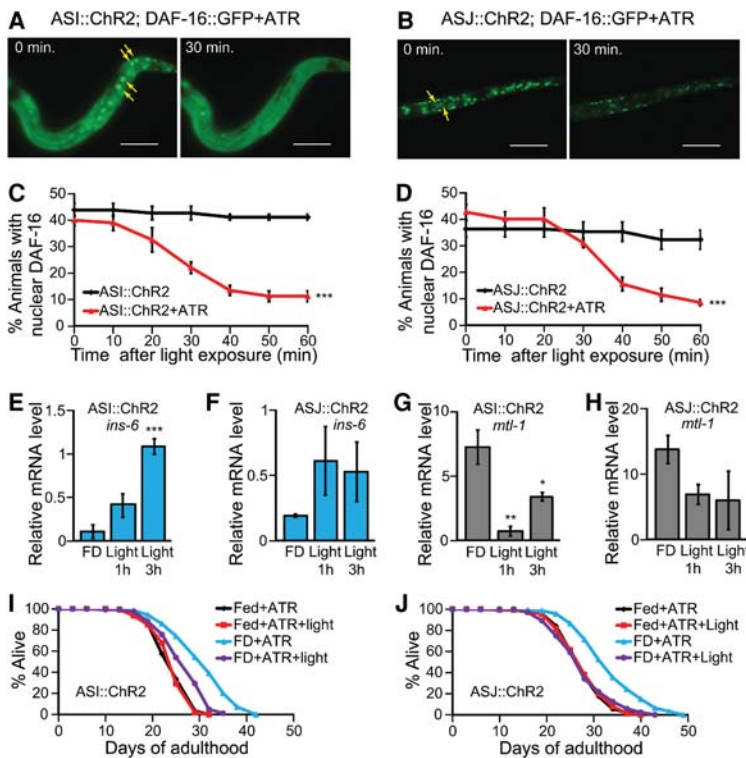 ASI::ChR2; DAF-16::GFP+ATR
ASJ::ChR2; DAF-16::GFP+ATR
A
0 min.
30 min.
B
0 min.
30 min.
C
% Animals with
nuclear DAF-16
50
40
30
20
10
0
ASI::ChR2
ASI::ChR2+ATR
***
0 10 20 30 40 50 60
Time after light exposure (min)
D
% Animals with
nuclear DAF-16
50
40
30
20
10
0
ASJ::ChR2
ASJ::ChR2+ATR
***
0 10 20 30 40 50 60
Time after light exposure (min)
E
ASI::ChR2
ins-6
***
Relative mRNA level
1.5
1
0.5
0
FD Light Light
1h 3h
F
ASJ::ChR2
ins-6
Relative mRNA level
1
0.5
0
FD Light Light
1h 3h
G
ASI::ChR2
mtl-1
** *
Relative mRNA level
10
5
0
FD Light Light
1h 3h
H
ASJ::ChR2
mtl-1
Relative mRNA level
20
10
0
FD Light Light
1h 3h
I
% Alive
100
80
60
40
20
0
Fed+ATR
Fed+ATR+light
FD+ATR
FD+ATR+light
ASI::ChR2
0 10 20 30 40 50
Days of adulthood
J
% Alive
100
80
60
40
20
0
Fed+ATR
Fed+ATR+Light
FD+ATR
FD+ATR+Light
ASJ::ChR2
0 10 20 30 40 50
Days of adulthood